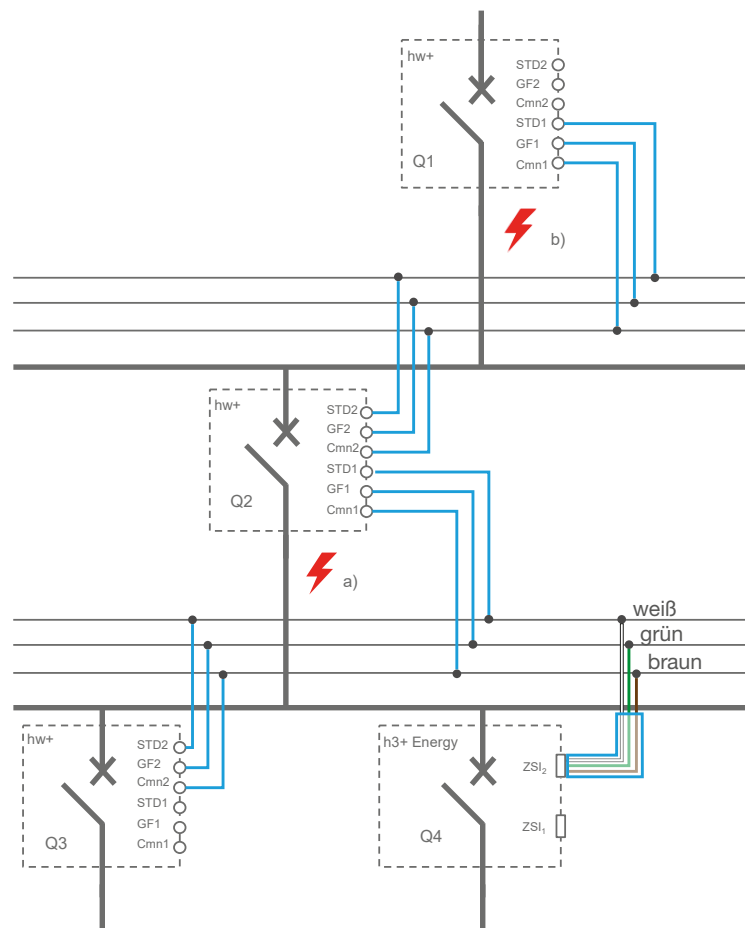 hw+
STD2
GF2
Cmn2
STD1
GF1
Cmn1
Q1
b)
hw+
STD2
GF2
Cmn2
STD1
GF1
Cmn1
Q2
a)
weiß
grün
braun
hw+
STD2
GF2
Cmn2
STD1
GF1
Cmn1
Q3
h3+ Energy
ZSI2
ZSI1
Q4